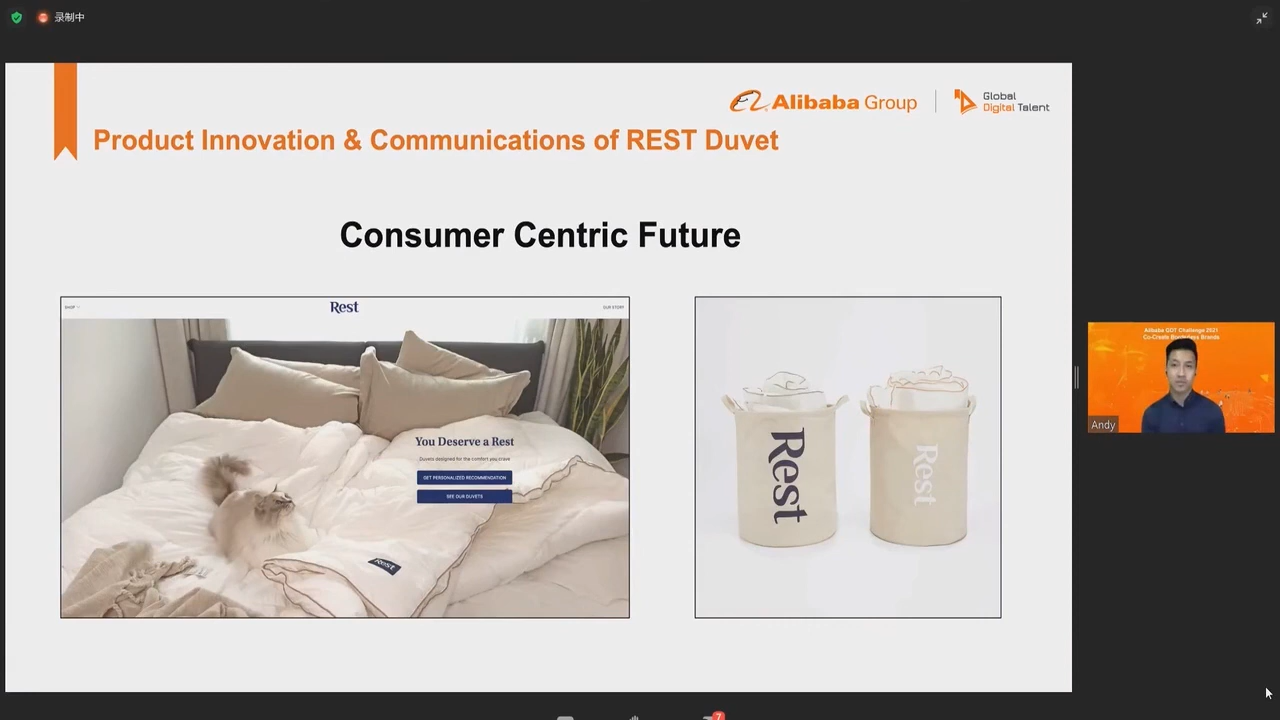 录制中
Alibaba Group
Global
Digital Talent
Product Innovation & Communications of REST Duvet
Consumer Centric Future
SHOP
Rest
OUR STORY
You Deserve a Rest
Duvets designed for the comfort you crave
GET PERSONALIZED RECOMMENDATION
SEE OUR DUVETS
Rest
Rest
Rest
Alibaba GDT Challenge 2021
Co-Create Borderless Brands
Andy
7